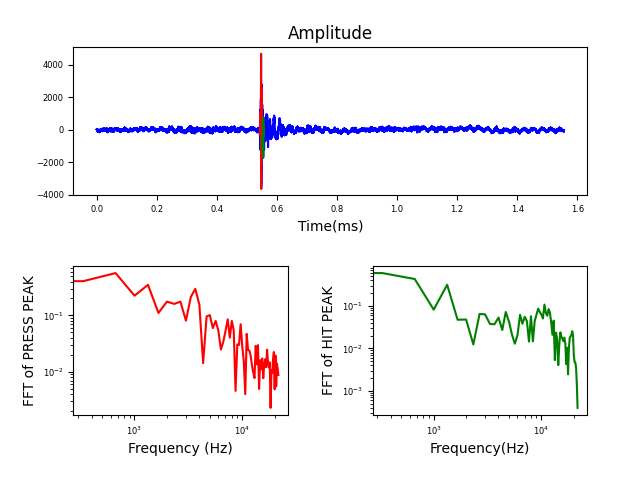 Amplitude
4000
2000
0
−2000
−4000
0.0 0.2 0.4 0.6 0.8 1.0 1.2 1.4 1.6
Time(ms)
FFT of PRESS PEAK
10⁻¹
10⁻²
10³ 10⁴
Frequency (Hz)
FFT of HIT PEAK
10⁻¹
10⁻²
10⁻³
10³ 10⁴
Frequency(Hz)